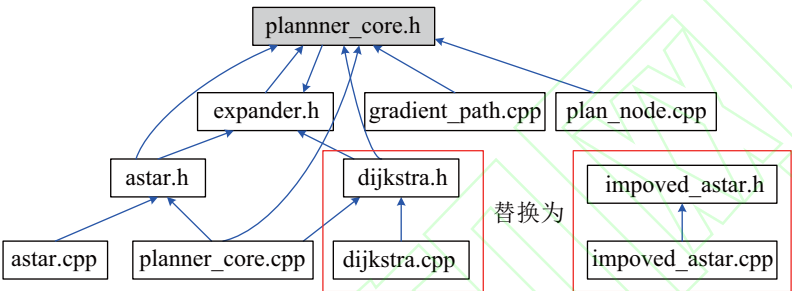 plannner_core.h
expander.h
gradient_path.cpp
plan_node.cpp
astar.h
dijkstra.h
替换为
impoved_astar.h
astar.cpp
planner_core.cpp
dijkstra.cpp
impoved_astar.cpp